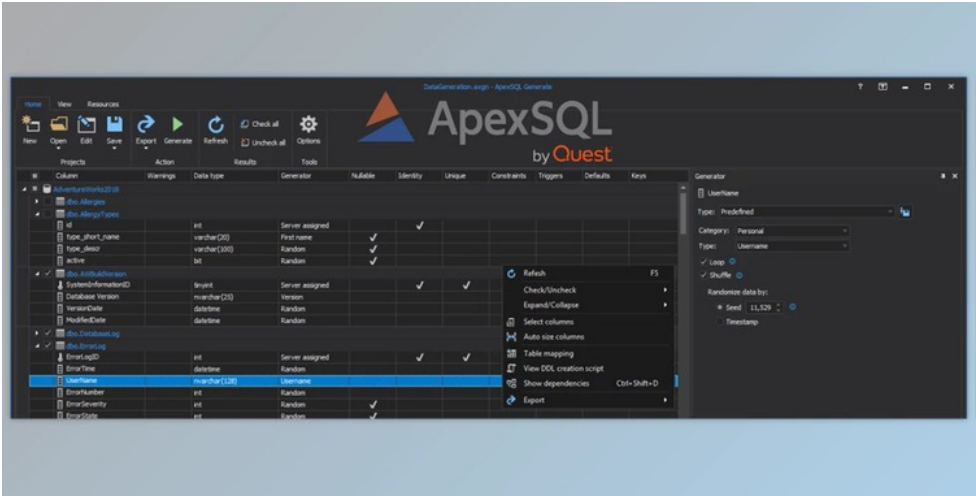 DataGeneration.axgn - ApexSQL Generate
Home View Resources
ApexSQL
by Quest
New Open Edit Save Export Generate Refresh Check all Uncheck all Options
Projects Action Results Tools
Column Warnings Data type Generator Nullable Identity Unique Constraints Triggers Defaults Keys
AdventureWorks2018
dbo.Allergies
dbo.AllergyTypes
id int Server assigned
type_short_name varchar(20) First name
type_descr varchar(100) Random
active bit Random
dbo.AWBuildVersion
SystemInformationID tinyint Server assigned
Database Version nvarchar(25) Version
VersionDate datetime Random
ModifiedDate datetime Random
dbo.DatabaseLog
dbo.ErrorLog
ErrorLogID int Server assigned
ErrorTime datetime Random
UserName nvarchar(128) Username
ErrorNumber int Random
ErrorSeverity int Random
ErrorState int Random
Refresh F5
Check/Uncheck
Expand/Collapse
Select columns
Auto size columns
Table mapping
View DDL creation script
Show dependencies Ctrl+Shift+D
Export
Generator
UserName
Type: Predefined
Category: Personal
Type: Username
Loop
Shuffle
Randomize data by:
Seed 11,529
Timestamp